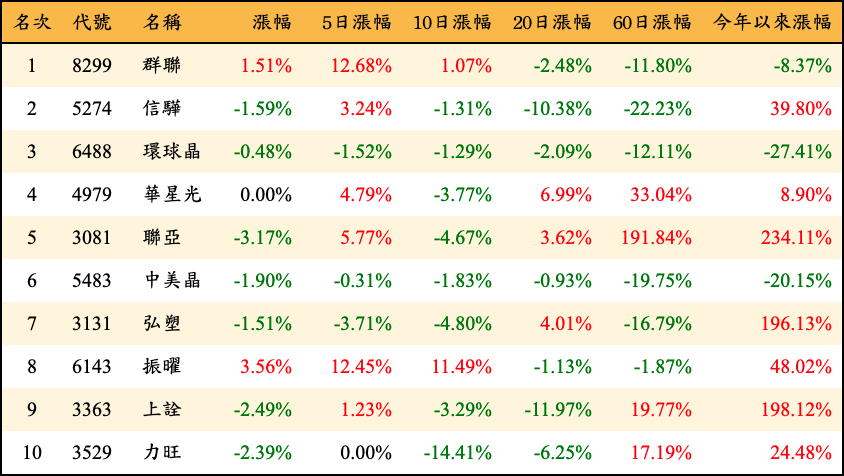 名次 代號 名稱 漲幅 5日漲幅 10日漲幅 20日漲幅 60日漲幅 今年以來漲幅
1 8299 群聯 1.51% 12.68% 1.07% -2.48% -11.80% -8.37%
2 5274 信驊 -1.59% 3.24% -1.31% -10.38% -22.23% 39.80%
3 6488 環球晶 -0.48% -1.52% -1.29% -2.09% -12.11% -27.41%
4 4979 華星光 0.00% 4.79% -3.77% 6.99% 33.04% 8.90%
5 3081 聯亞 -3.17% 5.77% -4.67% 3.62% 191.84% 234.11%
6 5483 中美晶 -1.90% -0.31% -1.83% -0.93% -19.75% -20.15%
7 3131 弘塑 -1.51% -3.71% -4.80% 4.01% -16.79% 196.13%
8 6143 振曜 3.56% 12.45% 11.49% -1.13% -1.87% 48.02%
9 3363 上詮 -2.49% 1.23% -3.29% -11.97% 19.77% 198.12%
10 3529 力旺 -2.39% 0.00% -14.41% -6.25% 17.19% 24.48%